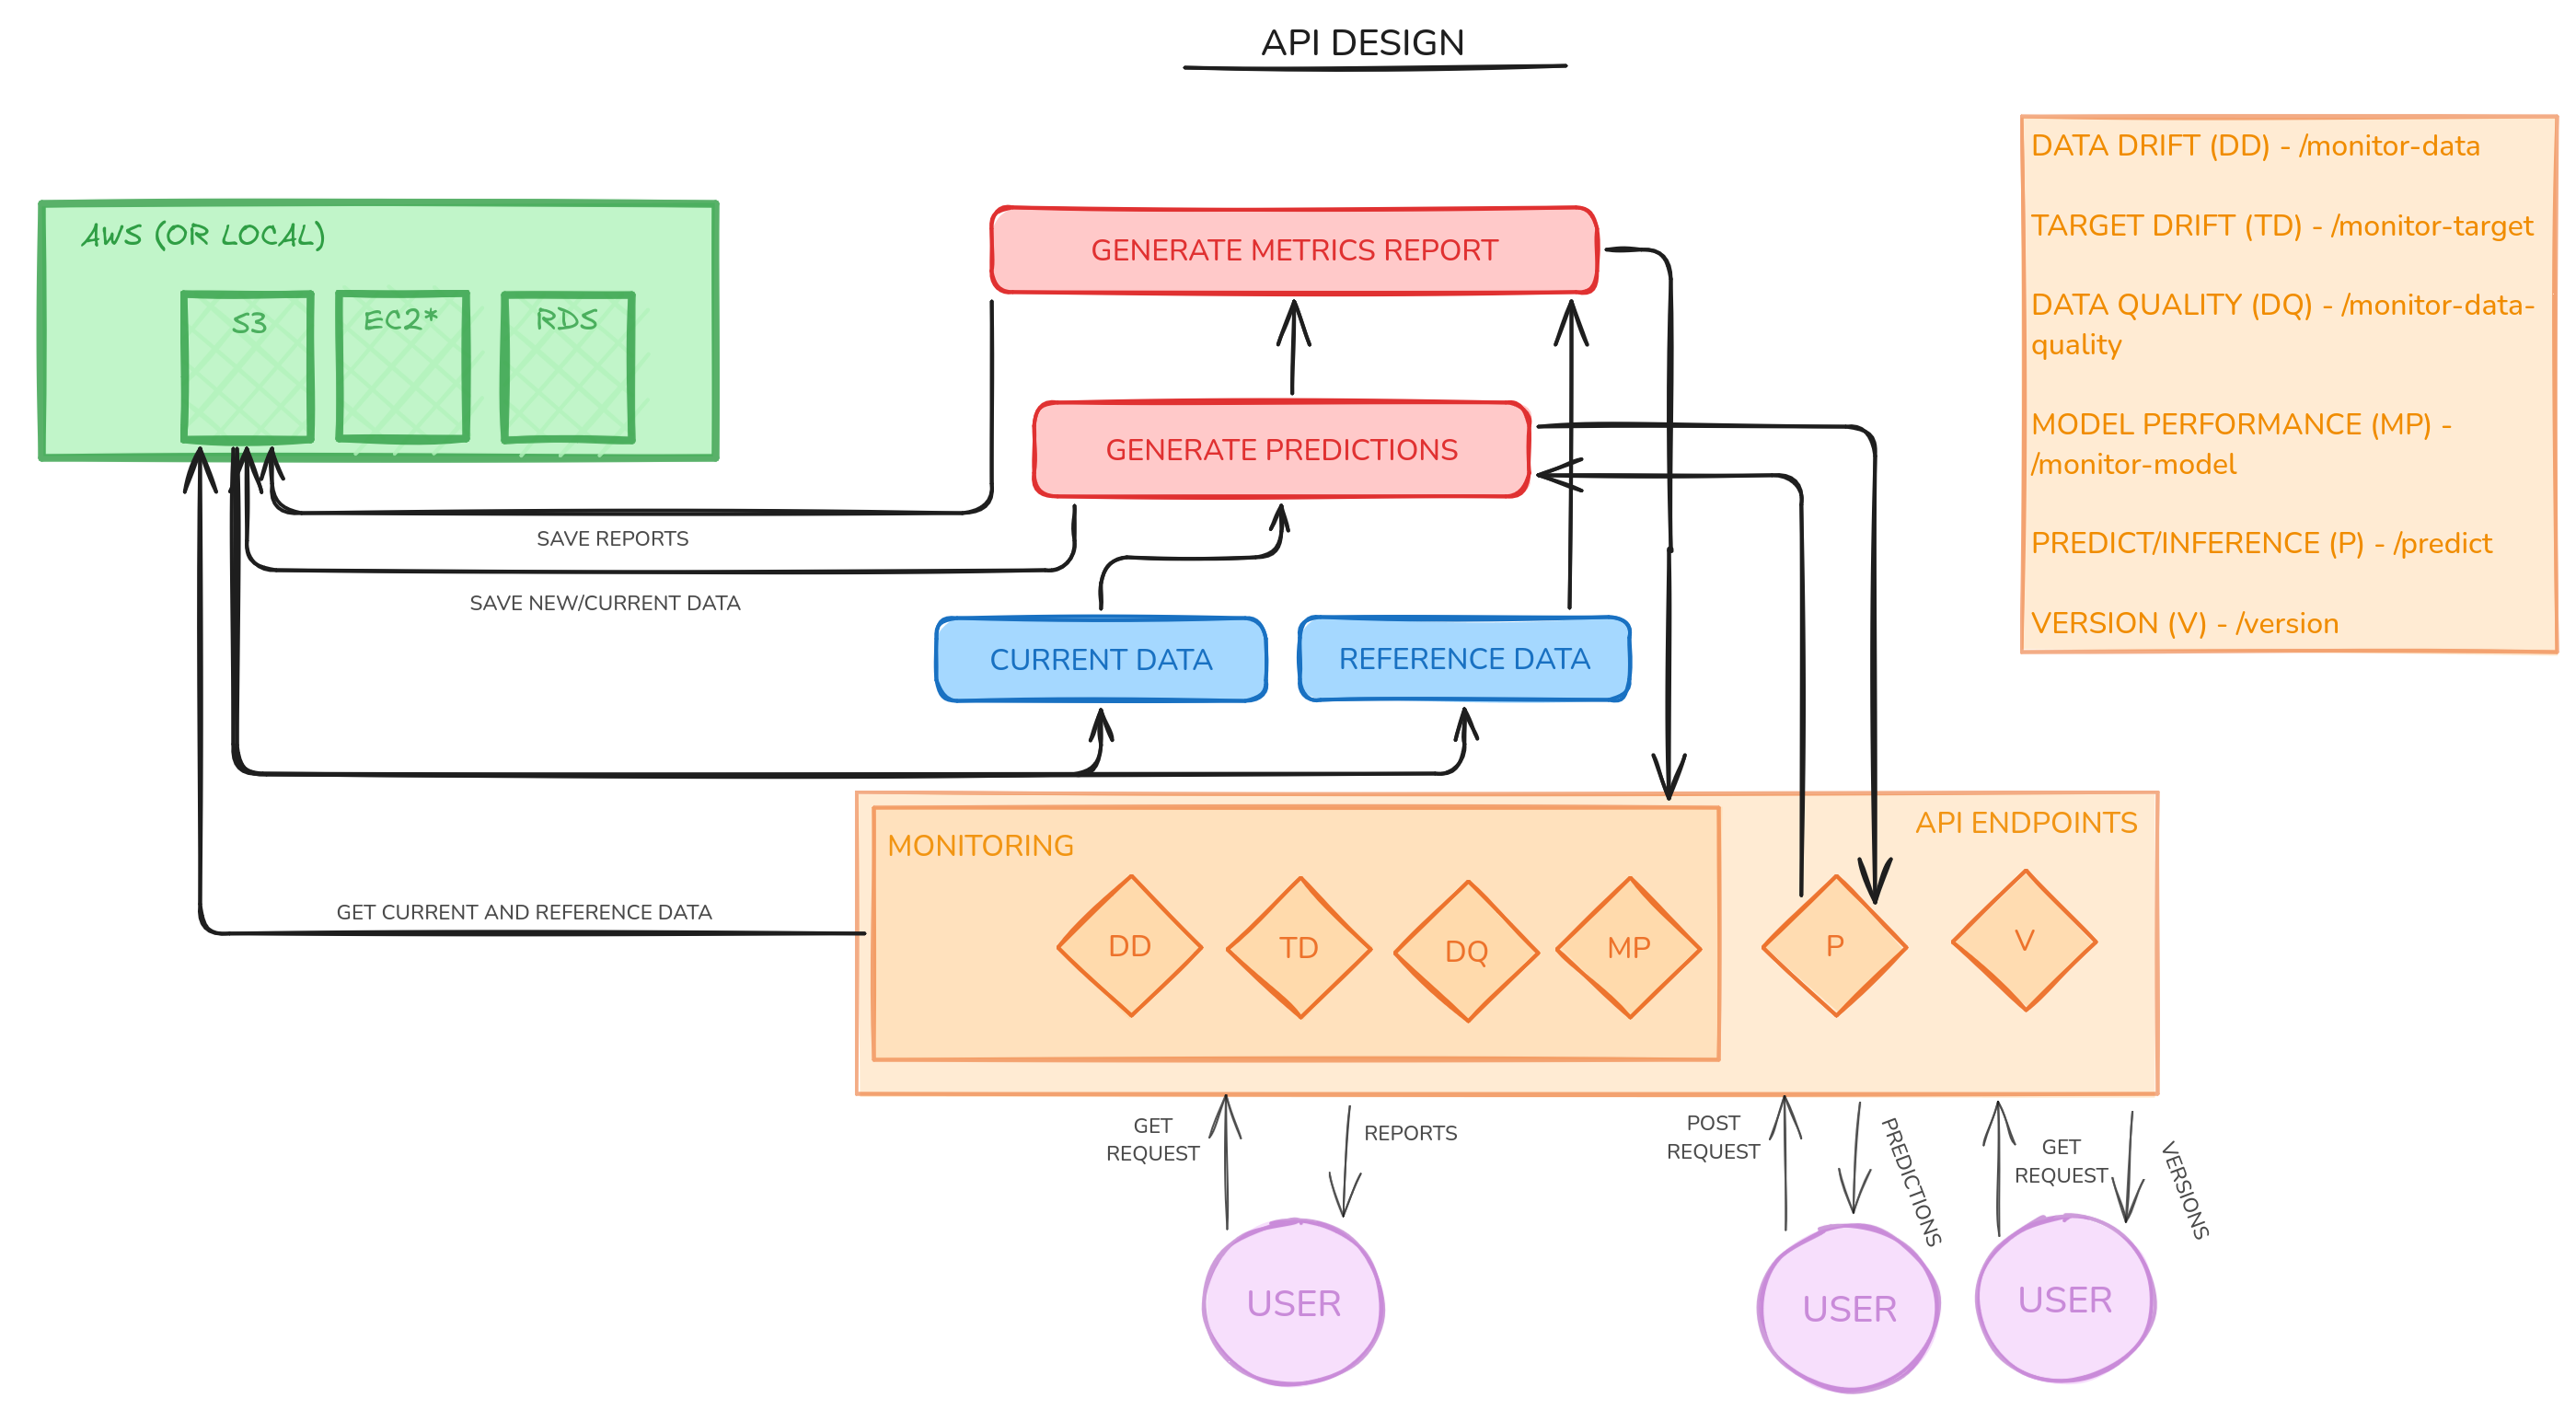 API DESIGN
AWS (OR LOCAL)
S3
EC2*
RDS
GENERATE METRICS REPORT
GENERATE PREDICTIONS
SAVE REPORTS
SAVE NEW/CURRENT DATA
CURRENT DATA
REFERENCE DATA
DATA DRIFT (DD) - /monitor-data
TARGET DRIFT (TD) - /monitor-target
DATA QUALITY (DQ) - /monitor-data-
quality
MODEL PERFORMANCE (MP) -
/monitor-model
PREDICT/INFERENCE (P) - /predict
VERSION (V) - /version
GET CURRENT AND REFERENCE DATA
MONITORING
API ENDPOINTS
DD
TD
DQ
MP
P
V
GET
REQUEST
REPORTS
POST
REQUEST
PREDICTIONS
GET
REQUEST
VERSIONS
USER
USER
USER